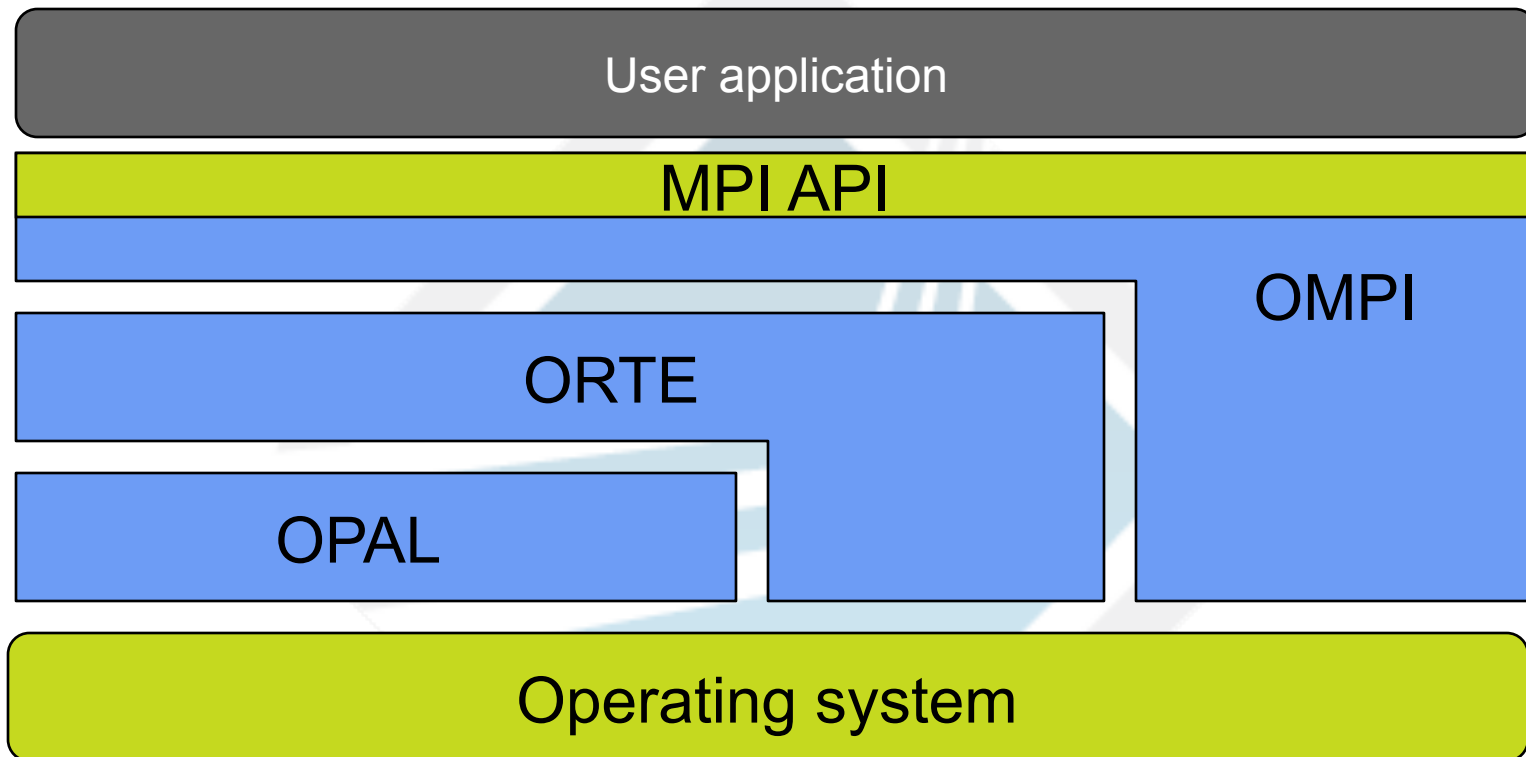 User application
MPI API
OMPI
ORTE
OPAL
Operating system